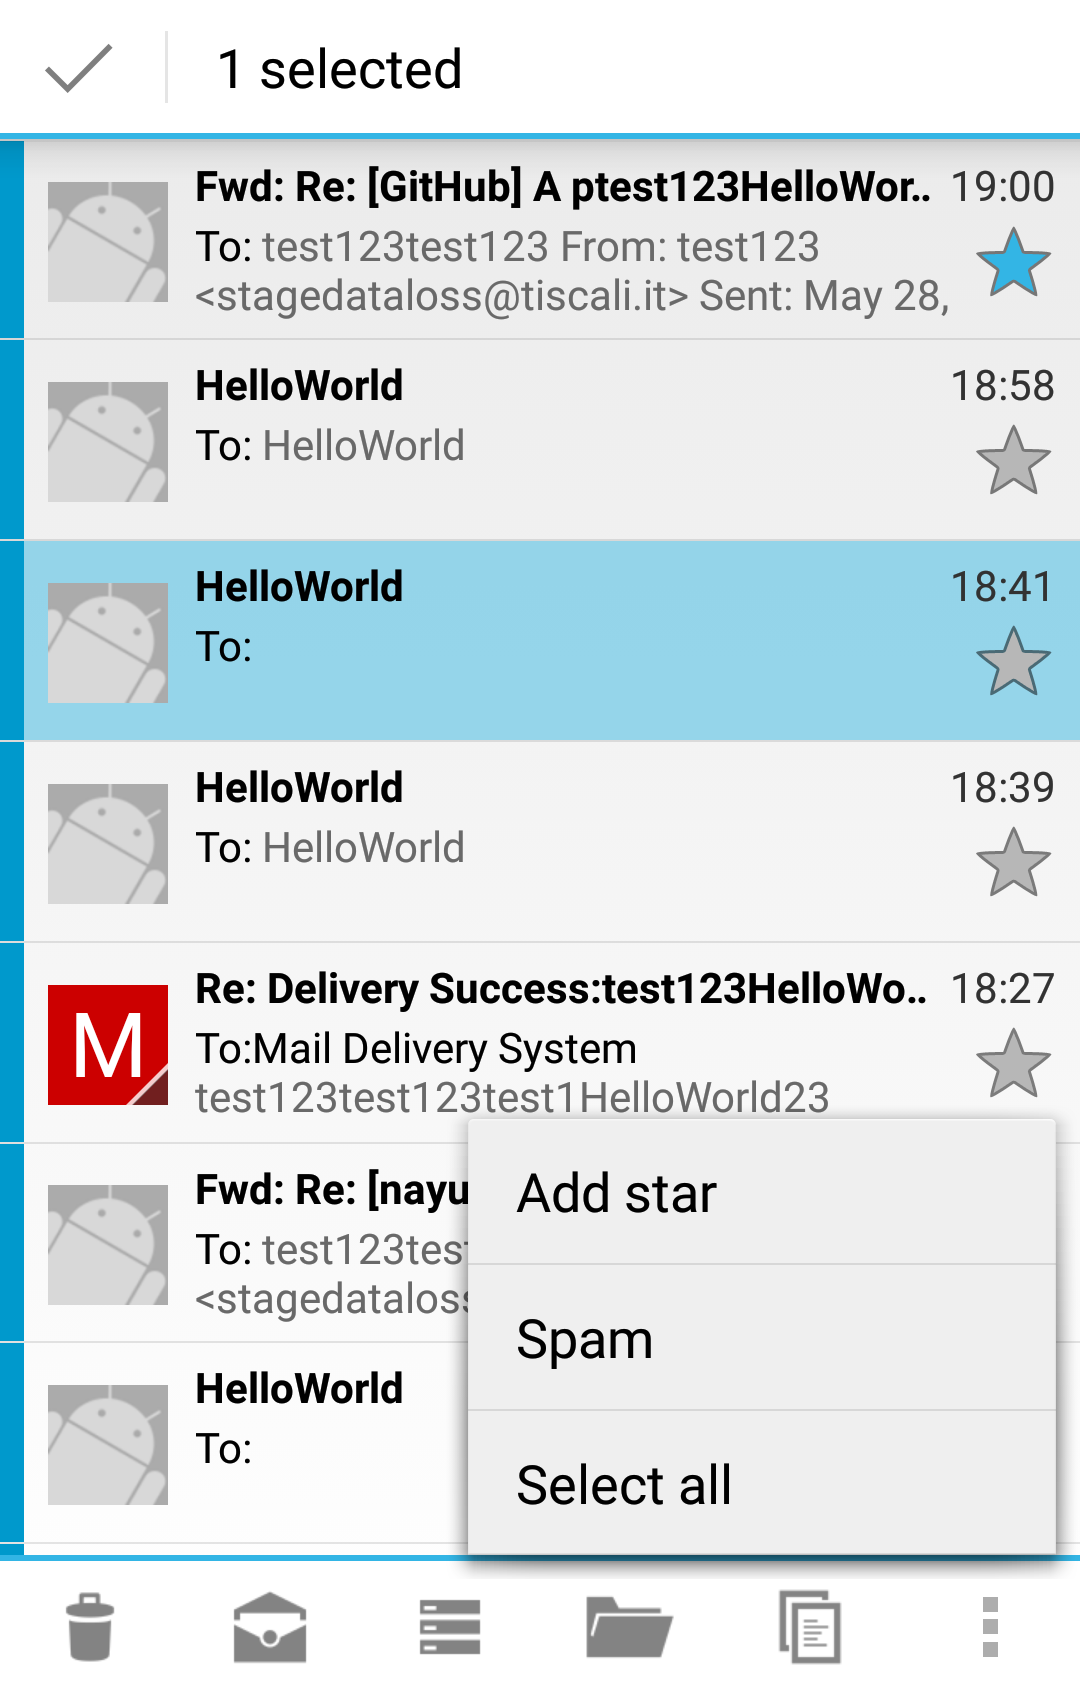 1 selected
Fwd: Re: [GitHub] A ptest123HelloWor.. 19:00
To: test123test123 From: test123
<stagedataloss@tiscali.it> Sent: May 28,
HelloWorld 18:58
To: HelloWorld
HelloWorld 18:41
To:
HelloWorld 18:39
To: HelloWorld
Re: Delivery Success:test123HelloWo.. 18:27
M
To:Mail Delivery System
test123test123test1HelloWorld23
Fwd: Re: [nayu
To: test123tes
<stagedatalos
HelloWorld
To:
Add star
Spam
Select all